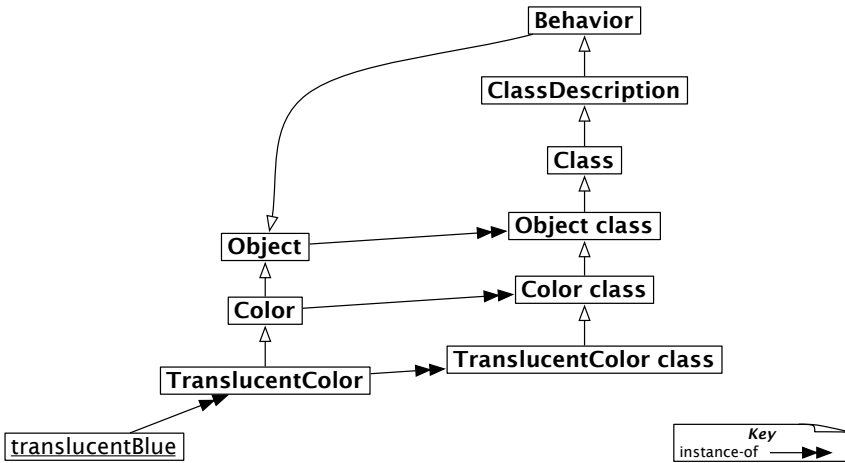 Behavior
ClassDescription
Class
Object class
Object
Color class
Color
TranslucentColor class
TranslucentColor
translucentBlue
Key
instance-of